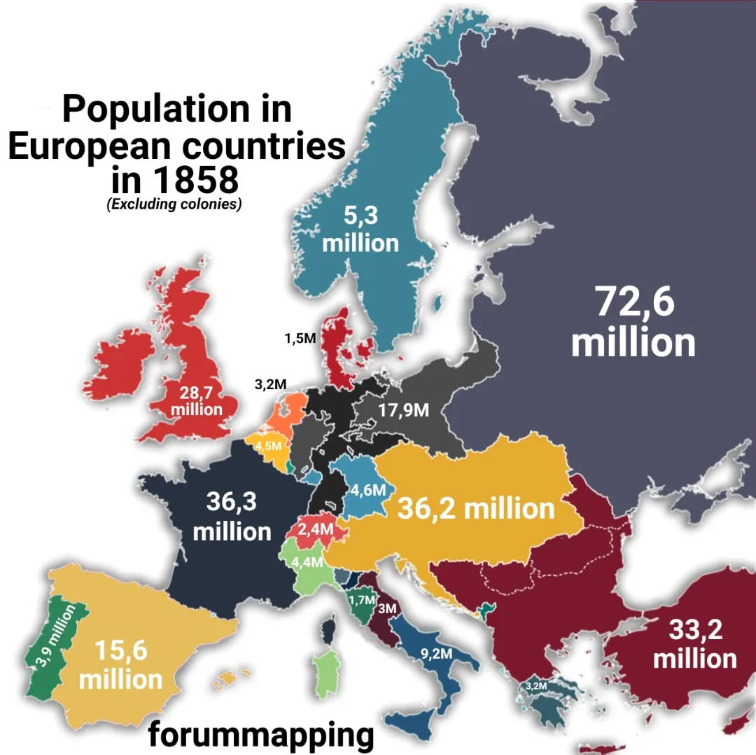 Population in
European countries
in 1858
(Excluding colonies)
5,3
million
72,6
million
1,5M
28,7
million
3,2M
17,9M
4,5M
4,6M
36,3
million
36,2 million
2,4M
4,4M
1,7M
3M
3,9 million
15,6
million
9,2M
33,2
million
3,2M
forummapping